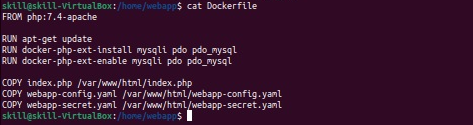 skill@skill-VirtualBox:/home/webapp$ cat Dockerfile
FROM php:7.4-apache

RUN apt-get update
RUN docker-php-ext-install mysqli pdo pdo_mysql
RUN docker-php-ext-enable mysqli pdo pdo_mysql

COPY index.php /var/www/html/index.php
COPY webapp-config.yaml /var/www/html/webapp-config.yaml
COPY webapp-secret.yaml /var/www/html/webapp-secret.yaml
skill@skill-VirtualBox:/home/webapp$